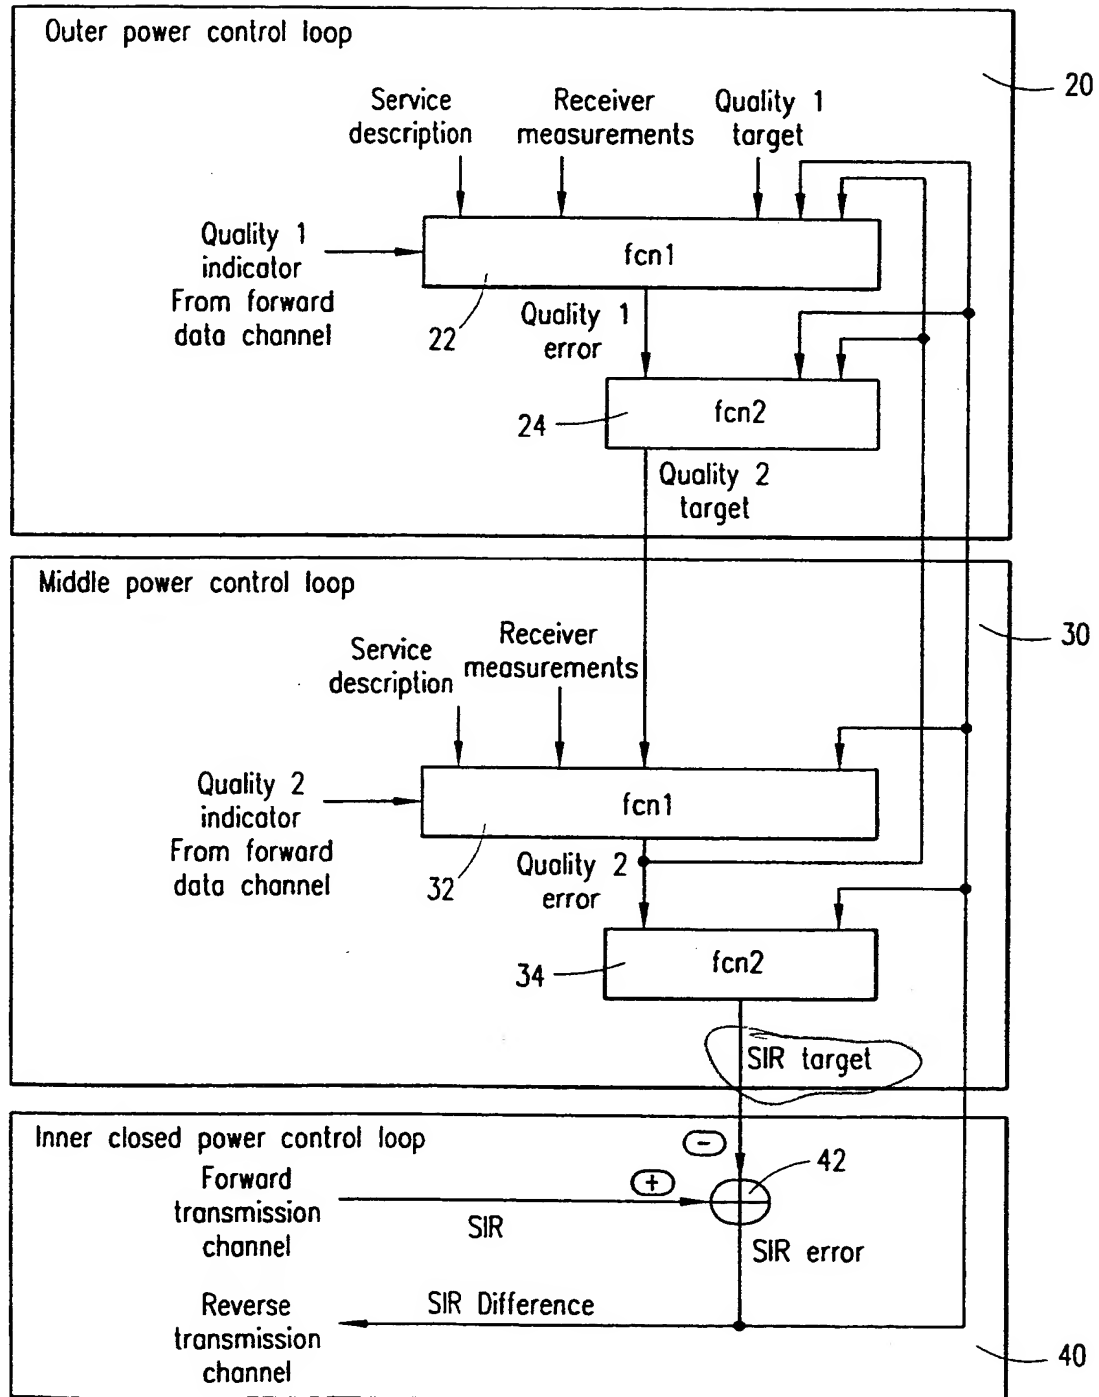 Outer power control loop
20
Service
description
Receiver
measurements
Quality 1
target
Quality 1
indicator
From forward
data channel
fcn1
22
Quality 1
error
24
fcn2
Quality 2
target
Middle power control loop
30
Service
description
Receiver
measurements
Quality 2
indicator
From forward
data channel
fcn1
32
Quality 2
error
34
fcn2
SIR target
Inner closed power control loop
−
42
Forward
transmission
channel
+
SIR
SIR error
Reverse
transmission
channel
SIR Difference
40